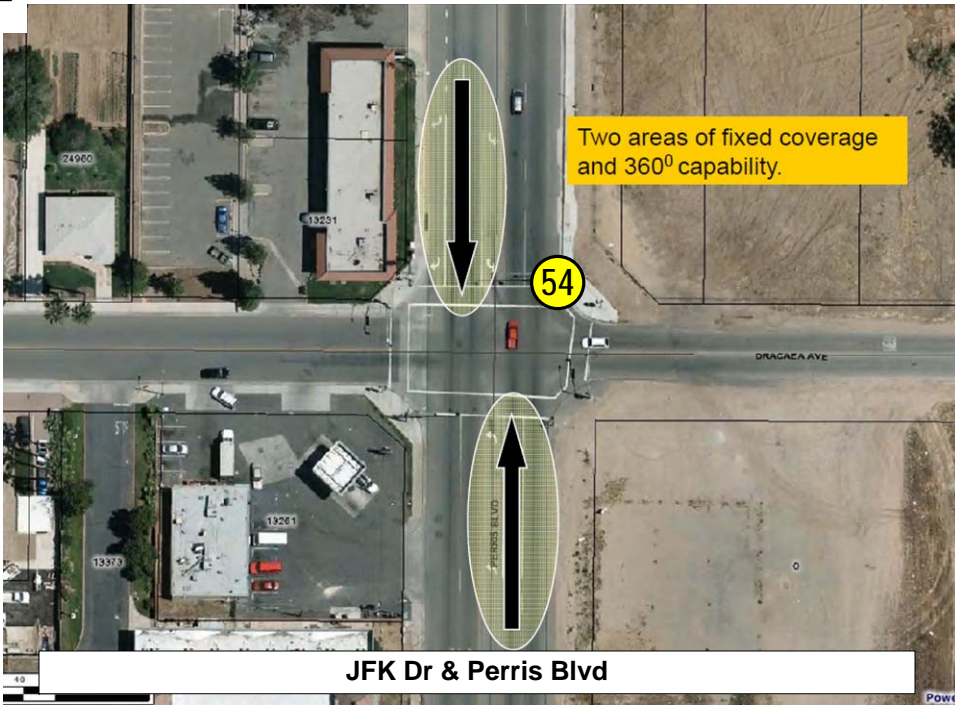 Two areas of fixed coverage
and 360⁰ capability.
24960
13231
54
DRACAEA AVE
PERRIS BLVD
13261
13373
0
JFK Dr & Perris Blvd
40
Powe